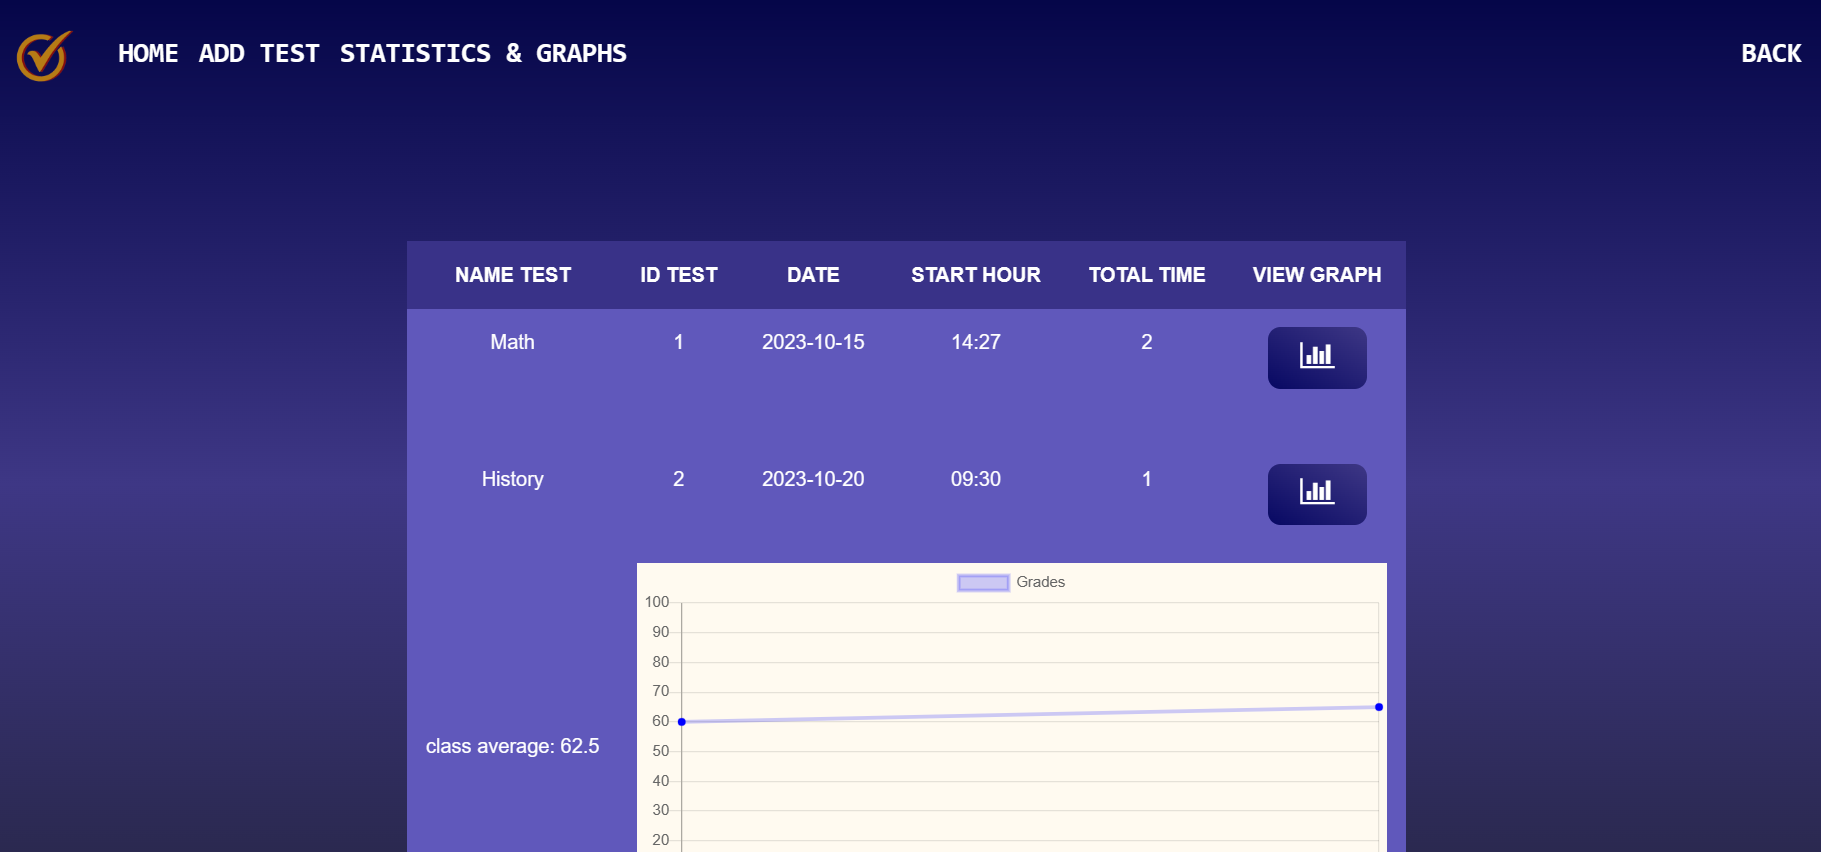 HOME ADD TEST STATISTICS & GRAPHS BACK
NAME TEST ID TEST DATE START HOUR TOTAL TIME VIEW GRAPH
Math 1 2023-10-15 14:27 2
History 2 2023-10-20 09:30 1
Grades
100
90
80
70
60
50
class average: 62.5
40
30
20